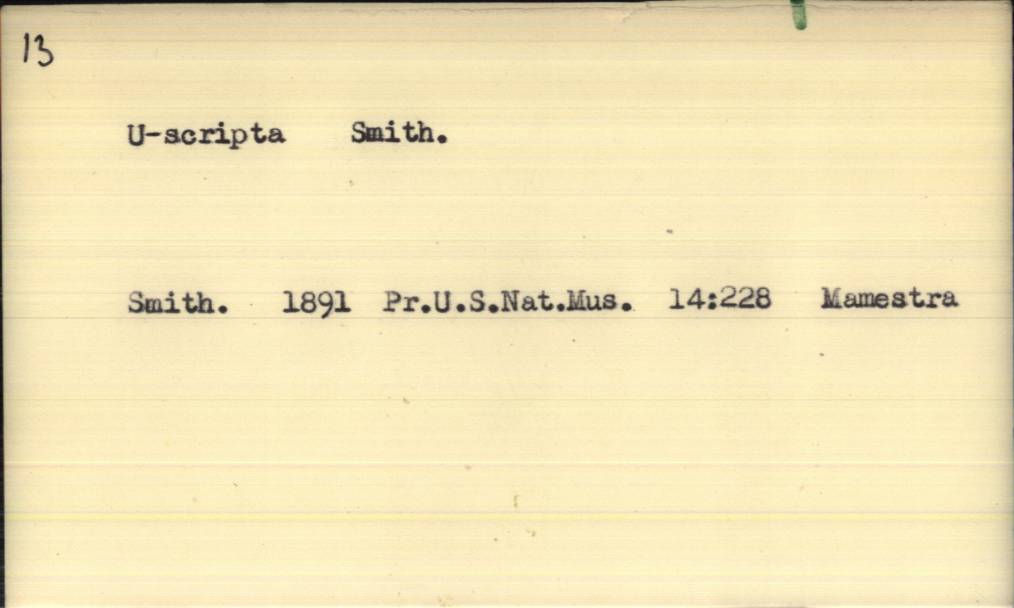 13
U-scripta Smith.
Smith. 1891 Pr.U.S.Nat.Mus. 14:228 Mamestra